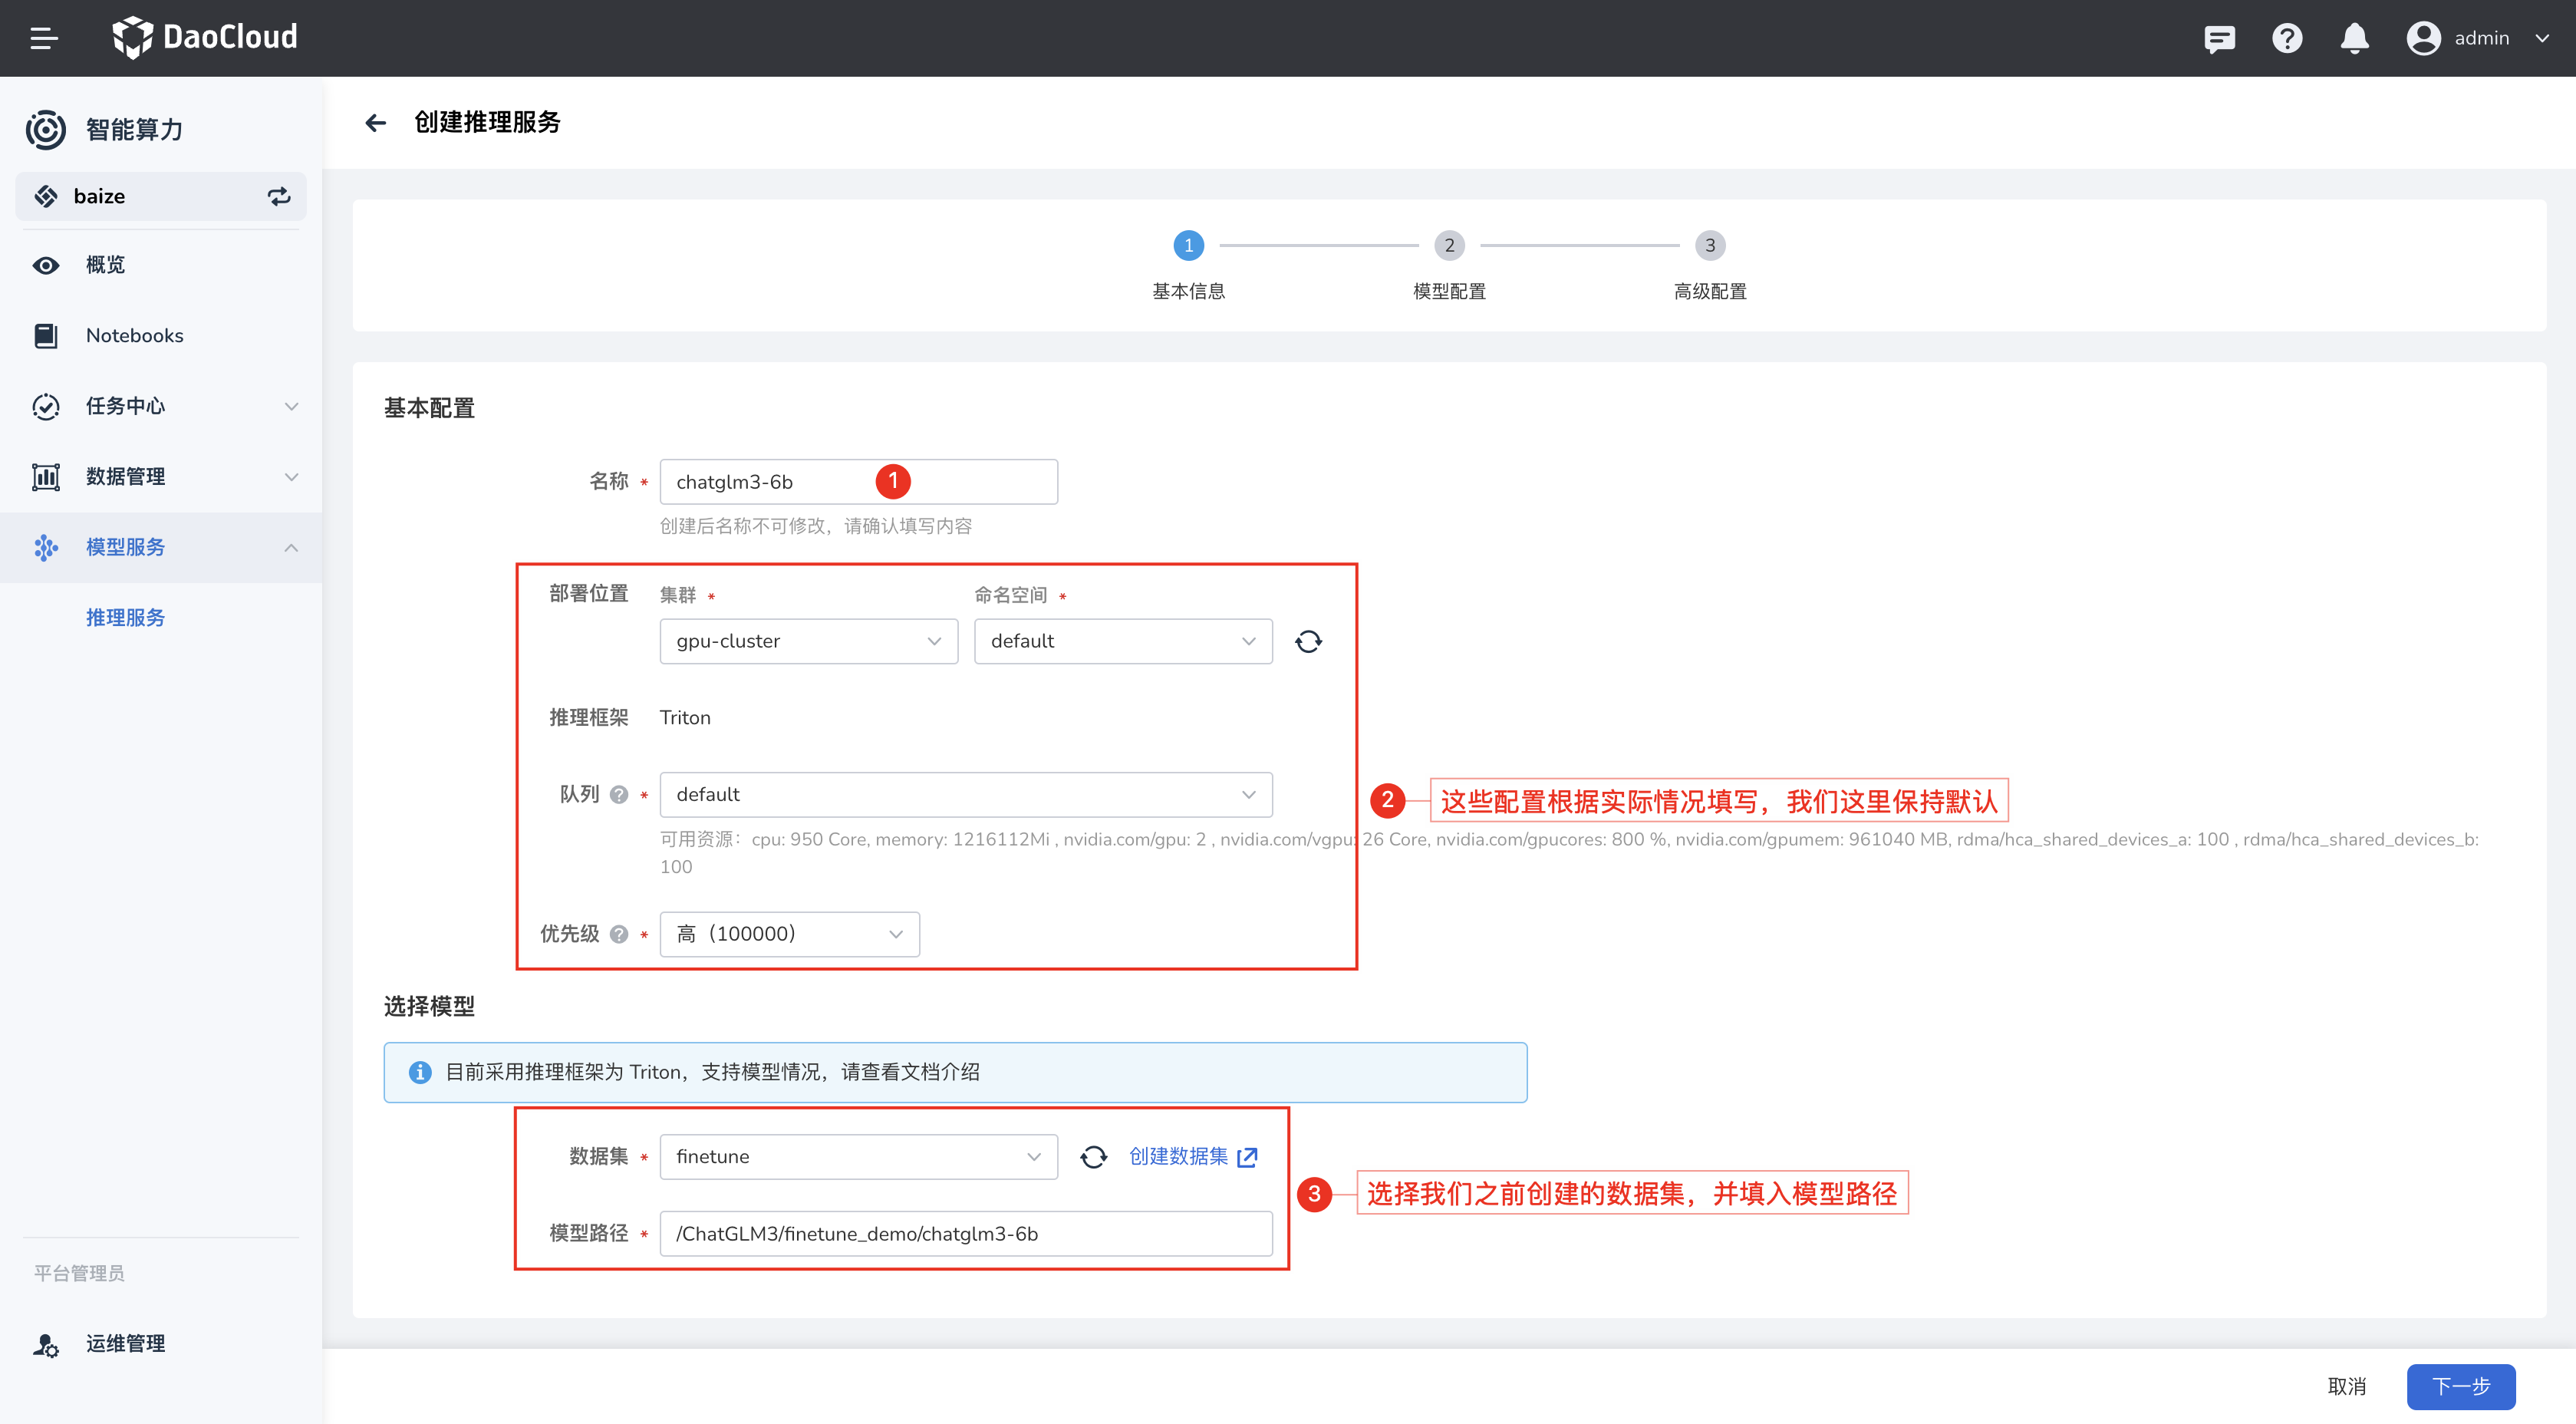 DaoCloud
admin
智能算力
baize
概览
Notebooks
任务中心
数据管理
模型服务
推理服务
平台管理员
运维管理
创建推理服务
1
2
3
基本信息
模型配置
高级配置
基本配置
名称 * chatglm3-6b 1
创建后名称不可修改，请确认填写内容
部署位置 集群 * 命名空间 *
gpu-cluster default
推理框架 Triton
队列 ? * default
2 这些配置根据实际情况填写，我们这里保持默认
可用资源：cpu: 950 Core, memory: 1216112Mi , nvidia.com/gpu: 2 , nvidia.com/vgpu: 26 Core, nvidia.com/gpucores: 800 %, nvidia.com/gpumem: 961040 MB, rdma/hca_shared_devices_a: 100 , rdma/hca_shared_devices_b:
100
优先级 ? * 高（100000）
选择模型
目前采用推理框架为 Triton，支持模型情况，请查看文档介绍
数据集 * finetune 创建数据集
3 选择我们之前创建的数据集，并填入模型路径
模型路径 * /ChatGLM3/finetune_demo/chatglm3-6b
取消
下一步